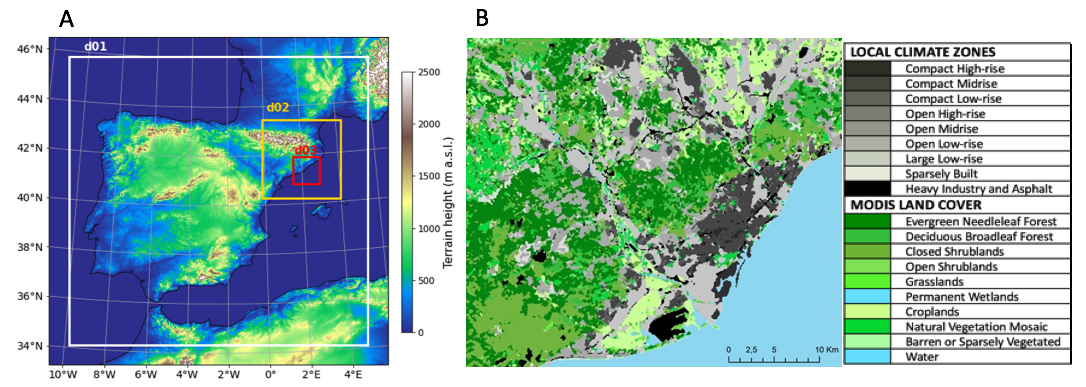 A
B
d01
d02
d03
46°N
44°N
42°N
40°N
38°N
36°N
34°N
10°W
8°W
6°W
4°W
2°W
0°
2°E
4°E
2500
2000
1500
1000
500
0
Terrain height (m a.s.l.)
0 2,5 5 10 Km
LOCAL CLIMATE ZONES
Compact High-rise
Compact Midrise
Compact Low-rise
Open High-rise
Open Midrise
Open Low-rise
Large Low-rise
Sparsely Built
Heavy Industry and Asphalt
MODIS LAND COVER
Evergreen Needleleaf Forest
Deciduous Broadleaf Forest
Closed Shrublands
Open Shrublands
Grasslands
Permanent Wetlands
Croplands
Natural Vegetation Mosaic
Barren or Sparsely Vegetated
Water